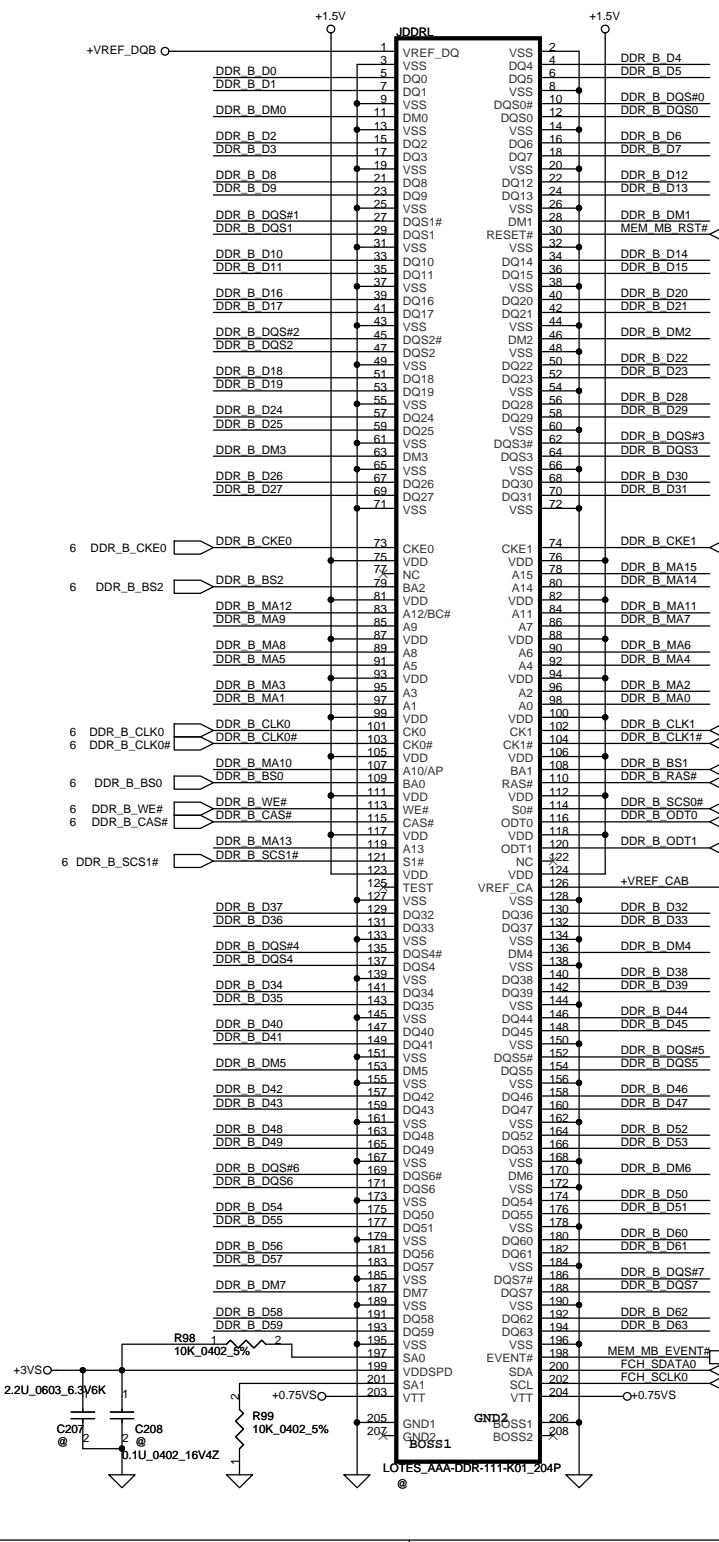 +1.5V +1.5V
JDDRL
+VREF_DQB 1 VREF_DQ VSS 2
3 VSS DQ4 4 DDR_B_D4
DDR_B_D0 5 DQ0 DQ5 6 DDR_B_D5
DDR_B_D1 7 DQ1 VSS 8
9 VSS DQS0# 10 DDR_B_DQS#0
DDR_B_DM0 11 DM0 DQS0 12 DDR_B_DQS0
13 VSS VSS 14
DDR_B_D2 15 DQ2 DQ6 16 DDR_B_D6
DDR_B_D3 17 DQ3 DQ7 18 DDR_B_D7
19 VSS VSS 20
DDR_B_D8 21 DQ8 DQ12 22 DDR_B_D12
DDR_B_D9 23 DQ9 DQ13 24 DDR_B_D13
25 VSS VSS 26
DDR_B_DQS#1 27 DQS1# DM1 28 DDR_B_DM1
DDR_B_DQS1 29 DQS1 RESET# 30 MEM_MB_RST#
31 VSS VSS 32
DDR_B_D10 33 DQ10 DQ14 34 DDR_B_D14
DDR_B_D11 35 DQ11 DQ15 36 DDR_B_D15
37 VSS VSS 38
DDR_B_D16 39 DQ16 DQ20 40 DDR_B_D20
DDR_B_D17 41 DQ17 DQ21 42 DDR_B_D21
43 VSS VSS 44
DDR_B_DQS#2 45 DQS2# DM2 46 DDR_B_DM2
DDR_B_DQS2 47 DQS2 VSS 48
49 VSS DQ22 50 DDR_B_D22
DDR_B_D18 51 DQ18 DQ23 52 DDR_B_D23
DDR_B_D19 53 DQ19 VSS 54
55 VSS DQ28 56 DDR_B_D28
DDR_B_D24 57 DQ24 DQ29 58 DDR_B_D29
DDR_B_D25 59 DQ25 VSS 60
61 VSS DQS3# 62 DDR_B_DQS#3
DDR_B_DM3 63 DM3 DQS3 64 DDR_B_DQS3
65 VSS VSS 66
DDR_B_D26 67 DQ26 DQ30 68 DDR_B_D30
DDR_B_D27 69 DQ27 DQ31 70 DDR_B_D31
71 VSS VSS 72
6 DDR_B_CKE0 DDR_B_CKE0 73 CKE0 CKE1 74 DDR_B_CKE1
75 VDD VDD 76
77 NC A15 78 DDR_B_MA15
6 DDR_B_BS2 DDR_B_BS2 79 BA2 A14 80 DDR_B_MA14
81 VDD VDD 82
DDR_B_MA12 83 A12/BC# A11 84 DDR_B_MA11
DDR_B_MA9 85 A9 A7 86 DDR_B_MA7
87 VDD VDD 88
DDR_B_MA8 89 A8 A6 90 DDR_B_MA6
DDR_B_MA5 91 A5 A4 92 DDR_B_MA4
93 VDD VDD 94
DDR_B_MA3 95 A3 A2 96 DDR_B_MA2
DDR_B_MA1 97 A1 A0 98 DDR_B_MA0
99 VDD VDD 100
6 DDR_B_CLK0 DDR_B_CLK0 101 CK0 CK1 102 DDR_B_CLK1
6 DDR_B_CLK0# DDR_B_CLK0# 103 CK0# CK1# 104 DDR_B_CLK1#
105 VDD VDD 106
DDR_B_MA10 107 A10/AP BA1 108 DDR_B_BS1
6 DDR_B_BS0 DDR_B_BS0 109 BA0 RAS# 110 DDR_B_RAS#
111 VDD VDD 112
6 DDR_B_WE# DDR_B_WE# 113 WE# S0# 114 DDR_B_SCS0#
6 DDR_B_CAS# DDR_B_CAS# 115 CAS# ODT0 116 DDR_B_ODT0
117 VDD VDD 118
DDR_B_MA13 119 A13 ODT1 120 DDR_B_ODT1
6 DDR_B_SCS1# DDR_B_SCS1# 121 S1# NC 122
123 VDD VDD 124
125 TEST VREF_CA 126 +VREF_CAB
127 VSS VSS 128
DDR_B_D37 129 DQ32 DQ36 130 DDR_B_D32
DDR_B_D36 131 DQ33 DQ37 132 DDR_B_D33
133 VSS VSS 134
DDR_B_DQS#4 135 DQS4# DM4 136 DDR_B_DM4
DDR_B_DQS4 137 DQS4 VSS 138
139 VSS DQ38 140 DDR_B_D38
DDR_B_D34 141 DQ34 DQ39 142 DDR_B_D39
DDR_B_D35 143 DQ35 VSS 144
145 VSS DQ44 146 DDR_B_D44
DDR_B_D40 147 DQ40 DQ45 148 DDR_B_D45
DDR_B_D41 149 DQ41 VSS 150
151 VSS DQS5# 152 DDR_B_DQS#5
DDR_B_DM5 153 DM5 DQS5 154 DDR_B_DQS5
155 VSS VSS 156
DDR_B_D42 157 DQ42 DQ46 158 DDR_B_D46
DDR_B_D43 159 DQ43 DQ47 160 DDR_B_D47
161 VSS VSS 162
DDR_B_D48 163 DQ48 DQ52 164 DDR_B_D52
DDR_B_D49 165 DQ49 DQ53 166 DDR_B_D53
167 VSS VSS 168
DDR_B_DQS#6 169 DQS6# DM6 170 DDR_B_DM6
DDR_B_DQS6 171 DQS6 VSS 172
173 VSS DQ54 174 DDR_B_D50
DDR_B_D54 175 DQ50 DQ55 176 DDR_B_D51
DDR_B_D55 177 DQ51 VSS 178
179 VSS DQ60 180 DDR_B_D60
DDR_B_D56 181 DQ56 DQ61 182 DDR_B_D61
DDR_B_D57 183 DQ57 VSS 184
185 VSS DQS7# 186 DDR_B_DQS#7
DDR_B_DM7 187 DM7 DQS7 188 DDR_B_DQS7
189 VSS VSS 190
DDR_B_D58 191 DQ58 DQ62 192 DDR_B_D62
DDR_B_D59 193 DQ59 DQ63 194 DDR_B_D63
195 VSS VSS 196
R98 1 2 10K_0402_5% 197 SA0 EVENT# 198 MEM_MB_EVENT#
+3VS 199 VDDSPD SDA 200 FCH_SDATA0
201 SA1 SCL 202 FCH_SCLK0
+0.75VS 203 VTT VTT 204 +0.75VS
2.2U_0603_6.3V6K
1
2
C207
@
1
2
C208
@
0.1U_0402_16V4Z
2
R99
10K_0402_5%
1
205 GND1 GND2 BOSS1 206
207 GND2 BOSS1 BOSS2 208
LOTES_AAA-DDR-111-K01_204P
@